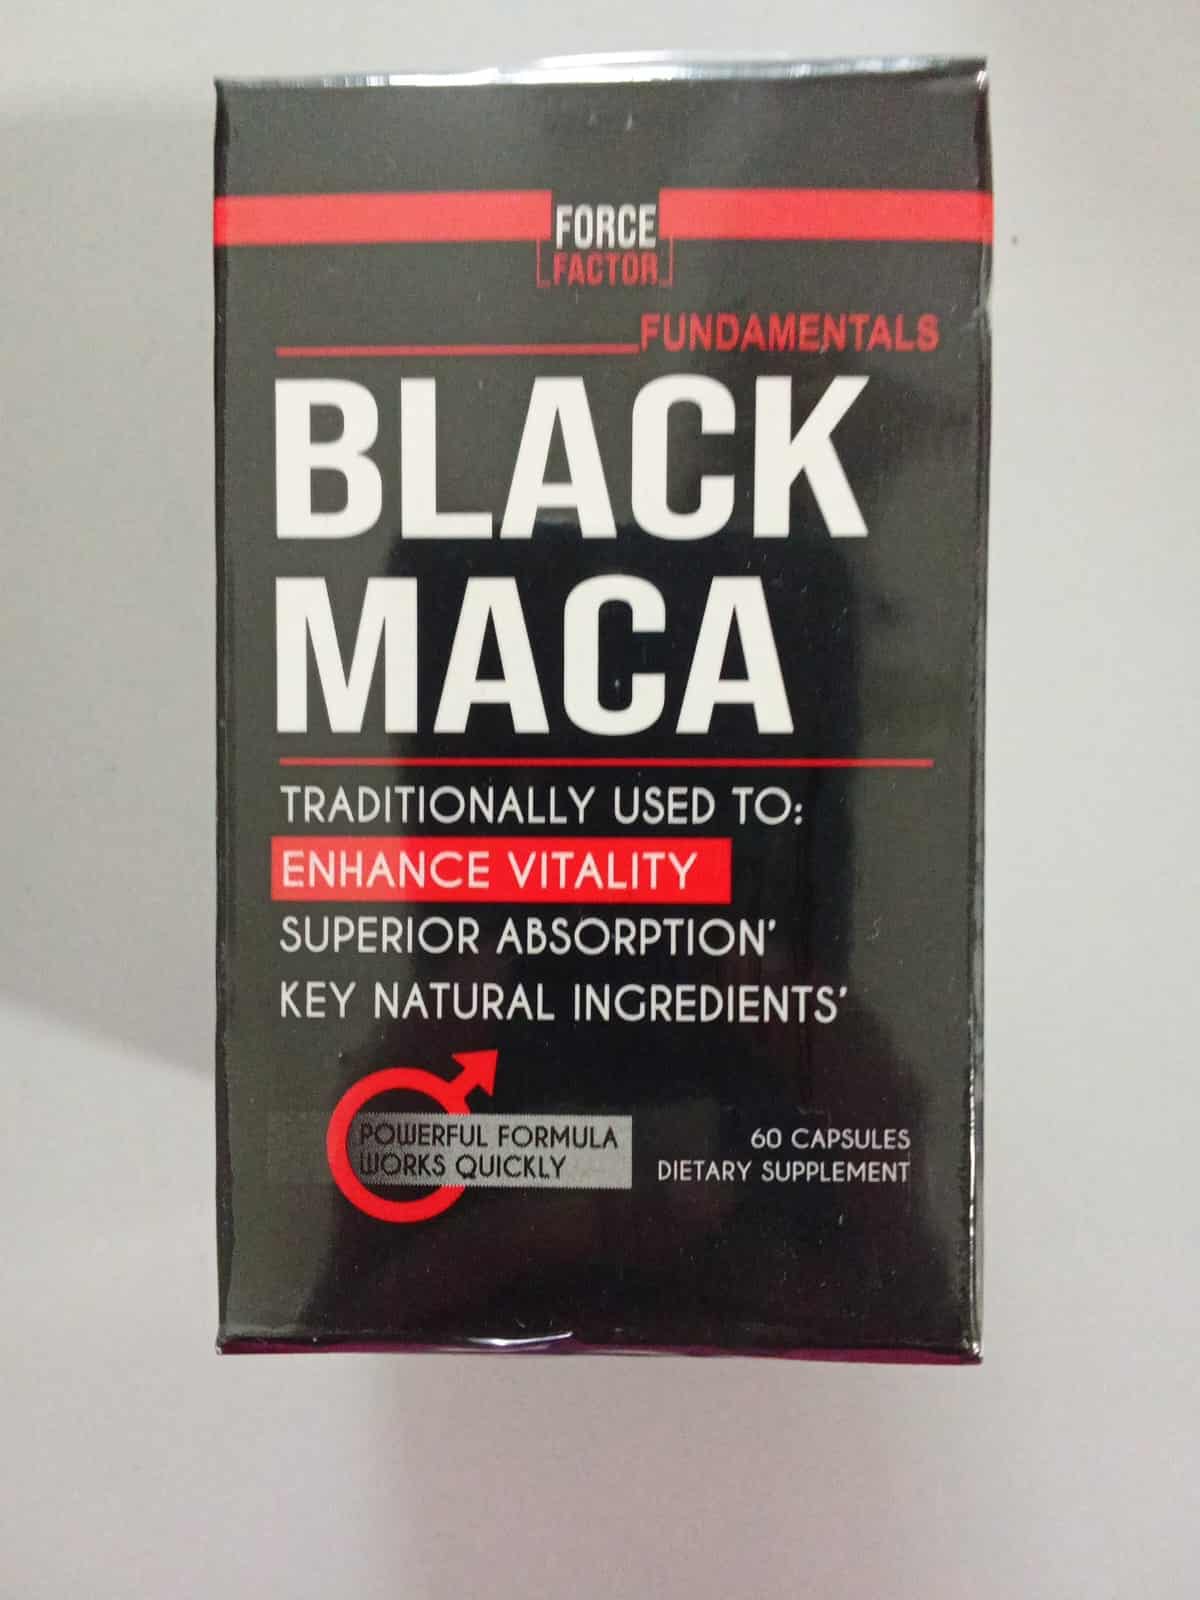 FORCE
FACTOR
FUNDAMENTALS
BLACK
MACA
TRADITIONALLY USED TO:
ENHANCE VITALITY
SUPERIOR ABSORPTION'
KEY NATURAL INGREDIENTS'
POWERFUL FORMULA
WORKS QUICKLY
60 CAPSULES
DIETARY SUPPLEMENT